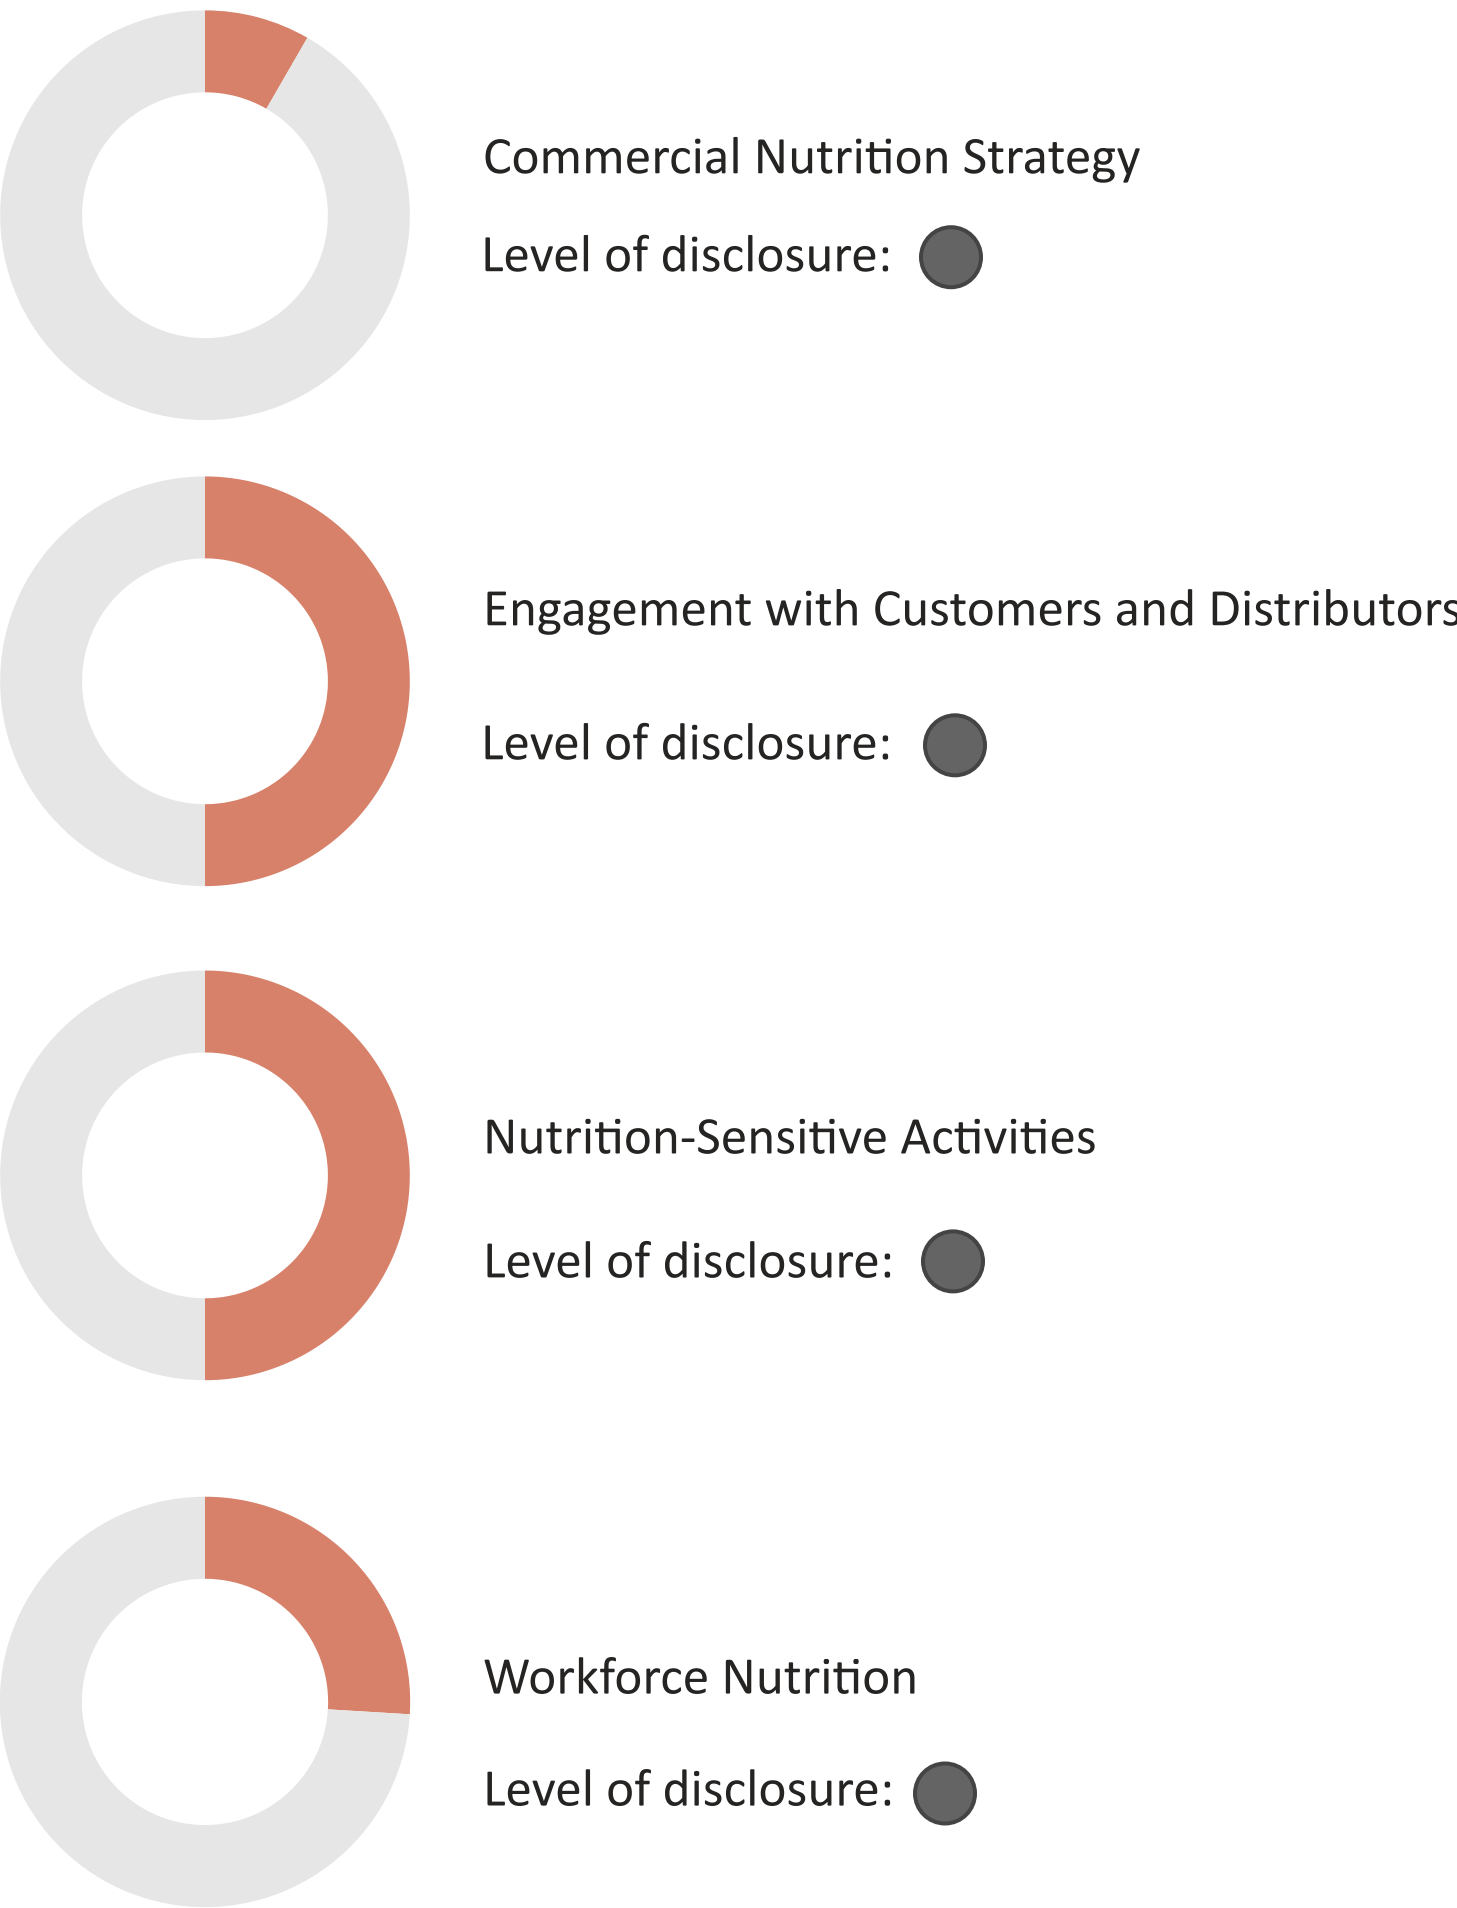 Commercial Nutrition Strategy
Level of disclosure:
Engagement with Customers and Distributors
Level of disclosure:
Nutrition-Sensitive Activities
Level of disclosure:
Workforce Nutrition
Level of disclosure: